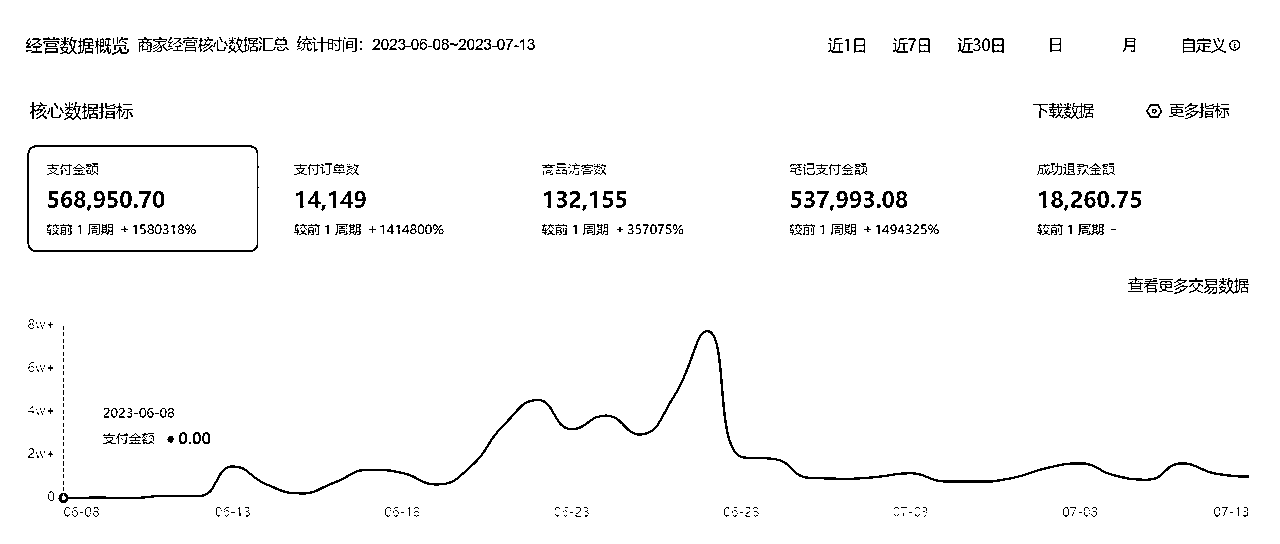 经营数据概览 商家经营核心数据汇总 统计时间：2023-06-08~2023-07-13 近1日 近7日 近30日 日 月 自定义
核心数据指标 下载数据 更多指标
支付金额 支付订单数 商品访客数 笔记支付金额 成功退款金额
568,950.70 14,149 132,155 537,993.08 18,260.75
较前 1 周期 + 1580318% 较前 1 周期 + 1414800% 较前 1 周期 + 357075% 较前 1 周期 + 1494325% 较前 1 周期 -
查看更多交易数据
8w+
6w+
4w+
2023-06-08
支付金额 0.00
2w+
0
06-08 06-13 06-18 06-23 06-28 07-03 07-08 07-13